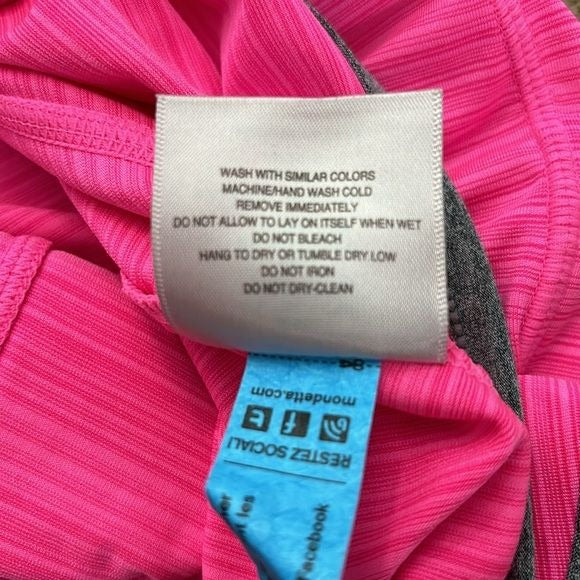 WASH WITH SIMILAR COLORS
MACHINE/HAND WASH COLD
REMOVE IMMEDIATELY
DO NOT ALLOW TO LAY ON ITSELF WHEN WET
DO NOT BLEACH
HANG TO DRY OR TUMBLE DRY LOW
DO NOT IRON
DO NOT DRY-CLEAN
mondetta.com
RESTEZ SOCIAL!
les
Facebook